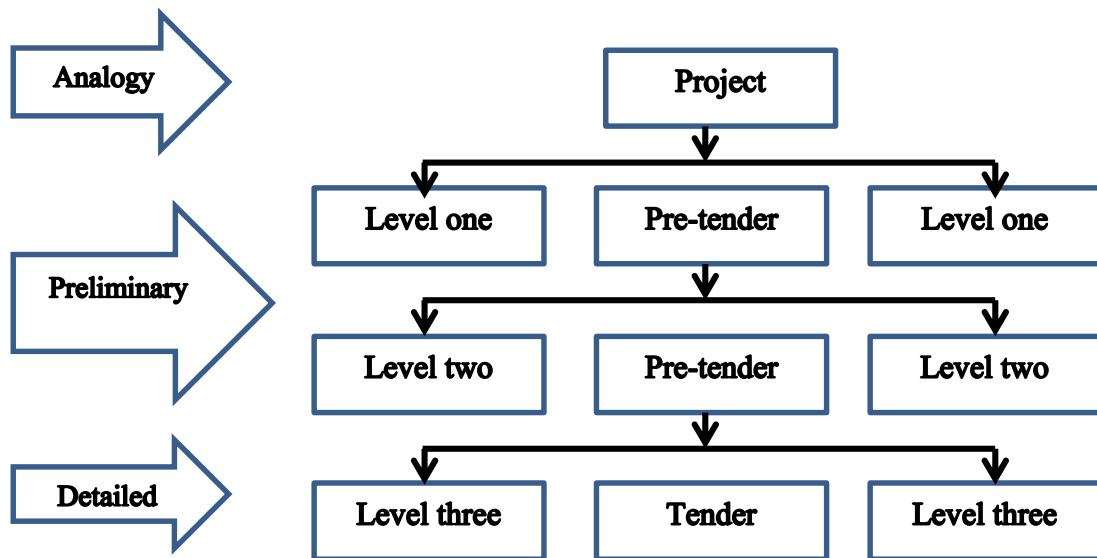 Analogy
Project
Level one
Pre-tender
Level one
Preliminary
Level two
Pre-tender
Level two
Detailed
Level three
Tender
Level three